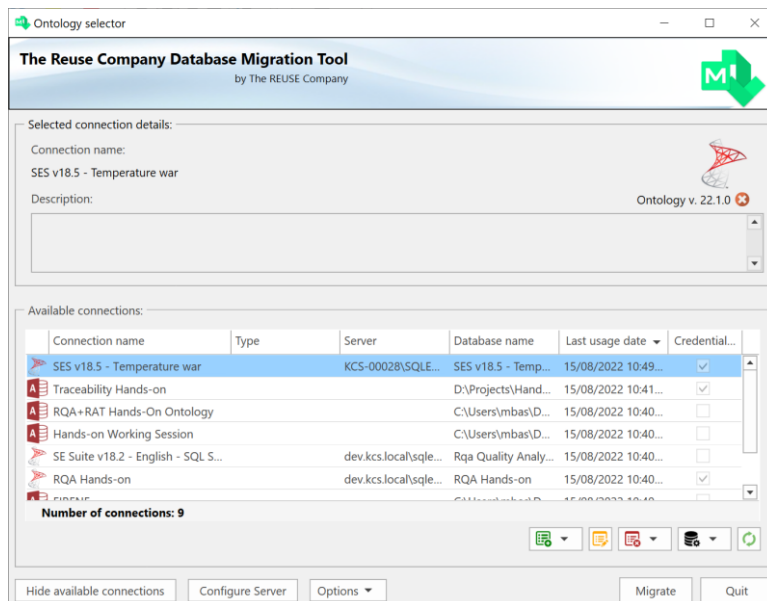 Ontology selector
The Reuse Company Database Migration Tool
by The REUSE Company
Selected connection details:
Connection name:
SES v18.5 - Temperature war
Description:
Ontology v. 22.1.0
Available connections:
Connection name Type Server Database name Last usage date Credential...
SES v18.5 - Temperature war KCS-00028\SQLE... SES v18.5 - Temp... 15/08/2022 10:49...
Traceability Hands-on D:\Projects\Hand... 15/08/2022 10:41...
RQA+RAT Hands-On Ontology C:\Users\mbas\D... 15/08/2022 10:40...
Hands-on Working Session C:\Users\mbas\D... 15/08/2022 10:40...
SE Suite v18.2 - English - SQL S... dev.kcs.local\sqle... Rqa Quality Analy... 15/08/2022 10:40...
RQA Hands-on dev.kcs.local\sqle... RQA Hands-on 15/08/2022 10:40...
Number of connections: 9
Hide available connections Configure Server Options Migrate Quit